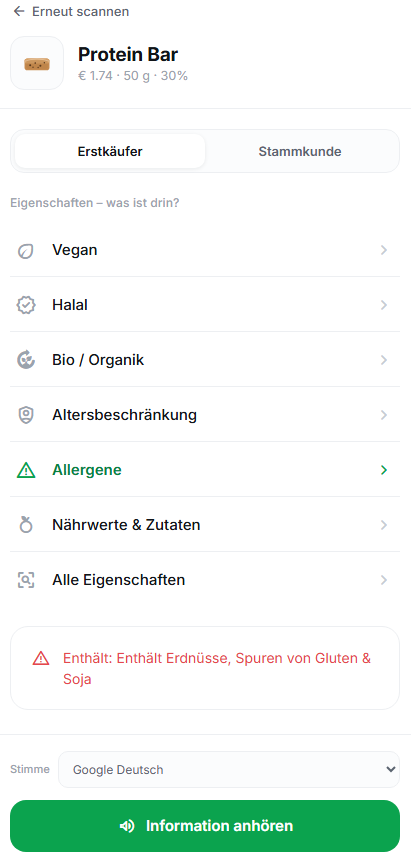 Erneut scannen
Protein Bar
€ 1.74 · 50 g · 30%
Erstkäufer
Stammkunde
Eigenschaften – was ist drin?
Vegan
Halal
Bio / Organik
Altersbeschränkung
Allergene
Nährwerte & Zutaten
Alle Eigenschaften
Enthält: Enthält Erdnüsse, Spuren von Gluten &
Soja
Stimme
Google Deutsch
Information anhören